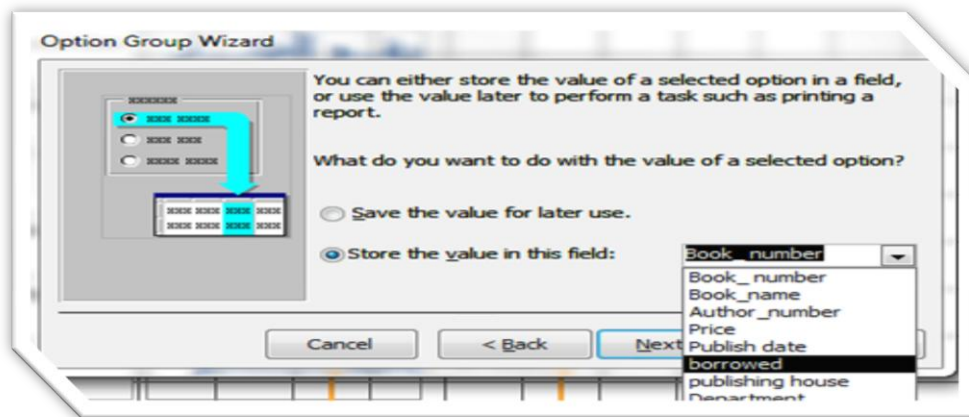 Option Group Wizard
You can either store the value of a selected option in a field,
or use the value later to perform a task such as printing a
report.
What do you want to do with the value of a selected option?
Save the value for later use.
Store the value in this field:
Book_ number
Book_ number
Book_name
Author_number
Price
Publish date
borrowed
publishing house
Department
Cancel
< Back
Next